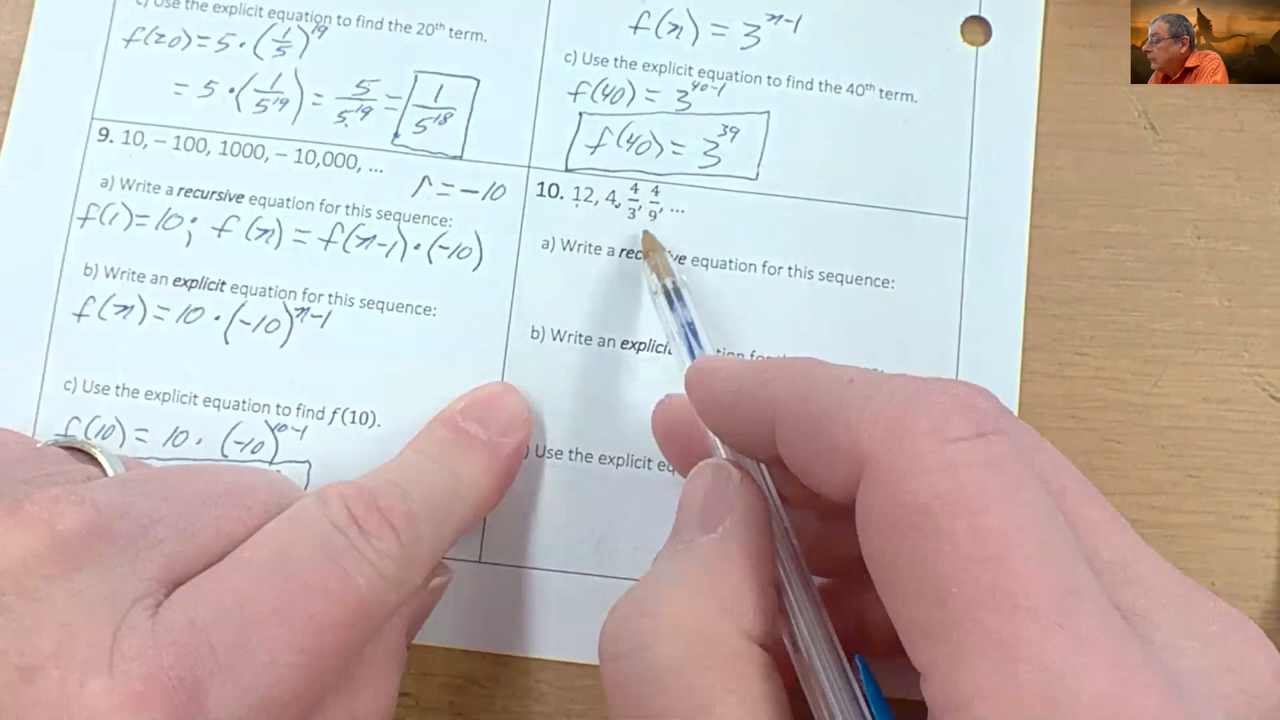 c) Use the explicit equation to find the 20th term.
f(20) = 5 · (1/5)^19
= 5 · (1/5^19) = 5/5^19 = 1/5^18
f(n) = 3^(n-1)
c) Use the explicit equation to find the 40th term.
f(40) = 3^(40-1)
f(40) = 3^39
9. 10, – 100, 1000, – 10,000, ...
r = -10
a) Write a recursive equation for this sequence:
f(1) = 10; f(n) = f(n-1) · (-10)
b) Write an explicit equation for this sequence:
f(n) = 10 · (-10)^(n-1)
c) Use the explicit equation to find f(10).
f(10) = 10 · (-10)^(10-1)
10. 12, 4, 4/3, 4/9, ...
a) Write a recursive equation for this sequence:
b) Write an explicit
Use the explicit